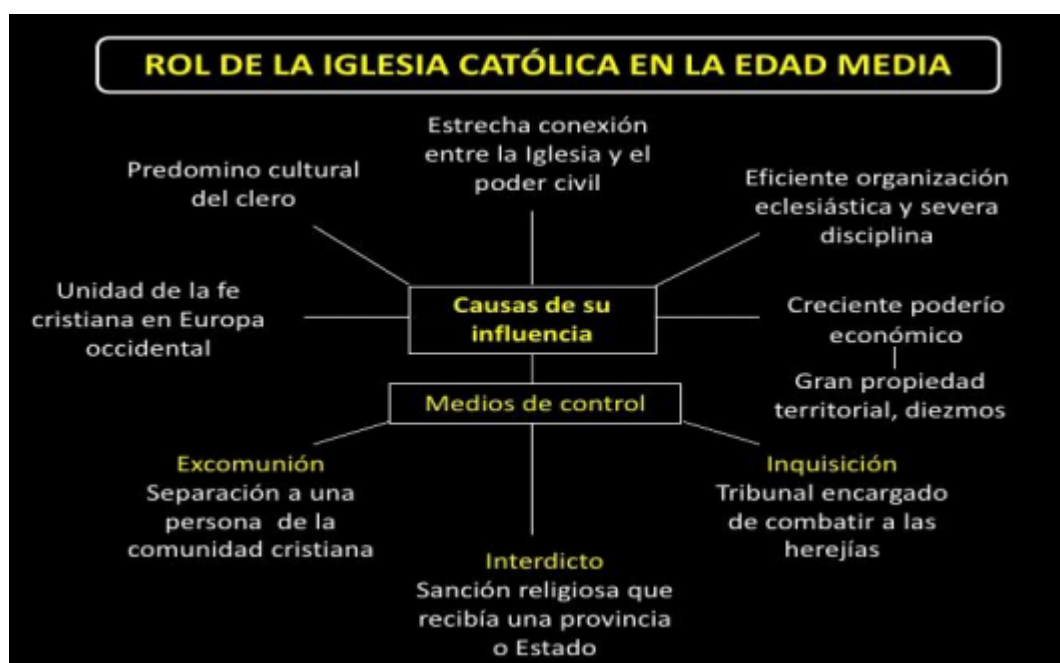 ROL DE LA IGLESIA CATÓLICA EN LA EDAD MEDIA
Estrecha conexión
entre la Iglesia y el
poder civil
Predomino cultural
del clero
Eficiente organización
eclesiástica y severa
disciplina
Unidad de la fe
cristiana en Europa
occidental
Causas de su
influencia
Creciente poderío
económico
Gran propiedad
territorial, diezmos
Medios de control
Excomunión
Separación a una
persona de la
comunidad cristiana
Interdicto
Sanción religiosa que
recibía una provincia
o Estado
Inquisición
Tribunal encargado
de combatir a las
herejías